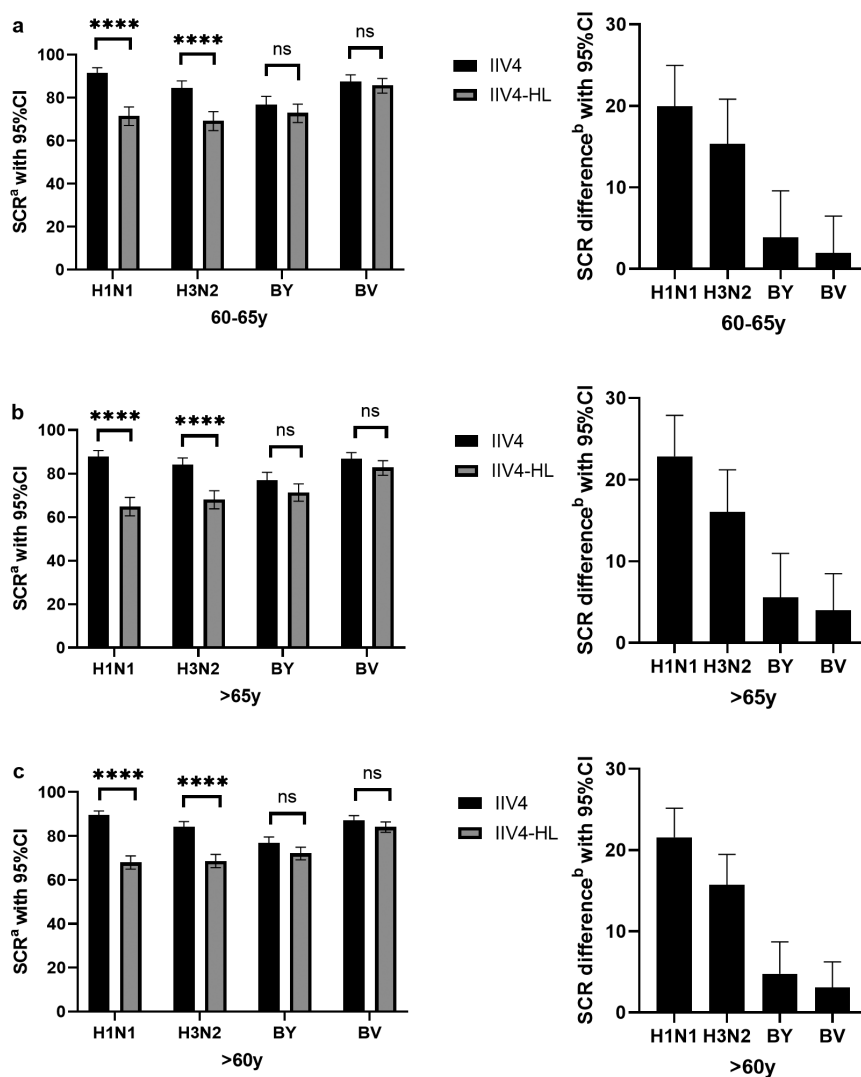 a
SCRᵃ with 95%CI
100
80
60
40
20
0
****
****
ns
ns
H1N1 H3N2 BY BV
60-65y
IIV4
IIV4-HL
SCR differenceᵇ with 95%CI
30
20
10
0
H1N1 H3N2 BY BV
60-65y
b
SCRᵃ with 95%CI
100
80
60
40
20
0
****
****
ns
ns
H1N1 H3N2 BY BV
>65y
IIV4
IIV4-HL
SCR differenceᵇ with 95%CI
30
20
10
0
H1N1 H3N2 BY BV
>65y
c
SCRᵃ with 95%CI
100
80
60
40
20
0
****
****
ns
ns
H1N1 H3N2 BY BV
>60y
IIV4
IIV4-HL
SCR differenceᵇ with 95%CI
30
20
10
0
H1N1 H3N2 BY BV
>60y